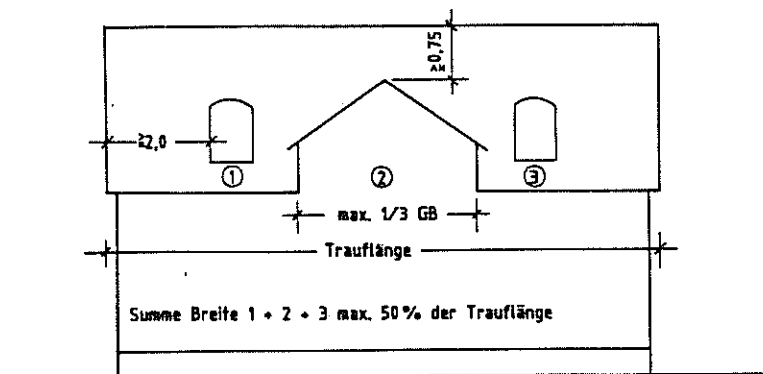 ≥0,75
≥2,0
① ② ③
max. 1/3 GB
Trauflänge
Summe Breite 1 + 2 + 3 max. 50% der Trauflänge